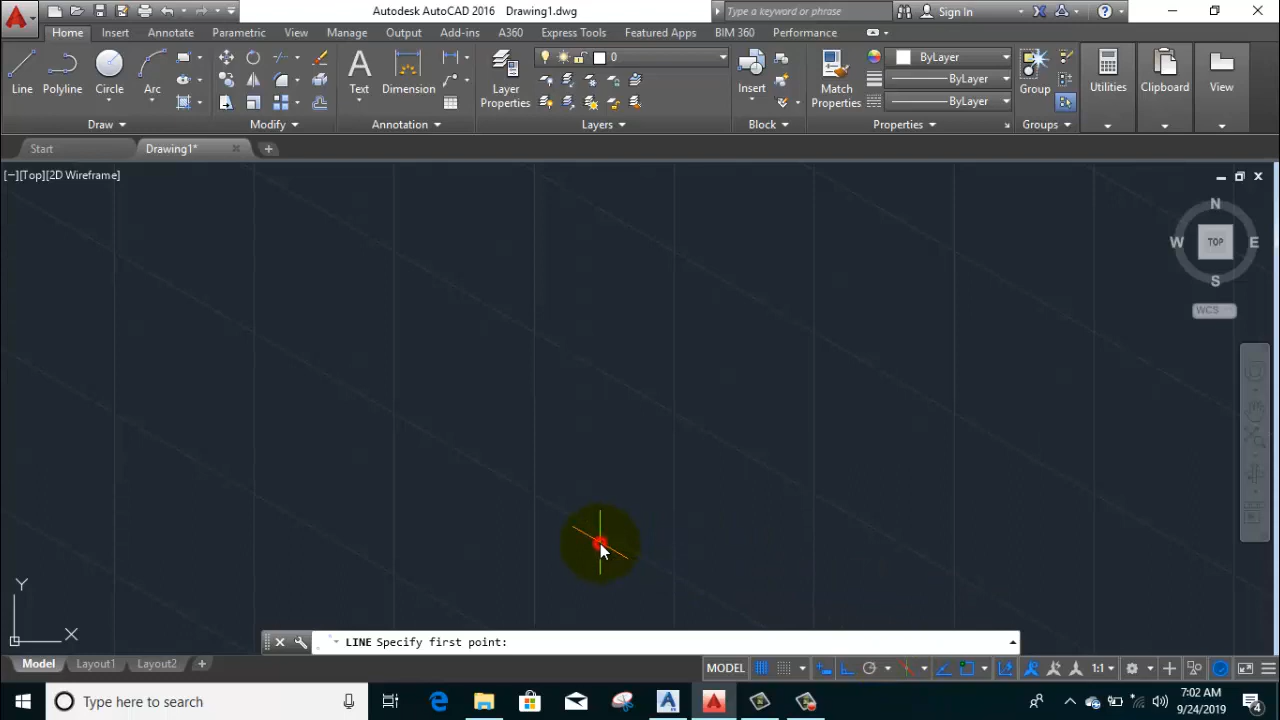 Autodesk AutoCAD 2016 Drawing1.dwg
Type a keyword or phrase
Sign In
Home Insert Annotate Parametric View Manage Output Add-ins A360 Express Tools Featured Apps BIM 360 Performance
Line Polyline Circle Arc
Text Dimension
Layer Properties
0
Insert
Match Properties
ByLayer
ByLayer
ByLayer
Group
Utilities Clipboard View
Draw Modify Annotation Layers Block Properties Groups
Start Drawing1*
[−][Top][2D Wireframe]
N
W TOP E
S
WCS
Y
X
LINE Specify first point:
Model Layout1 Layout2
MODEL 1:1
Type here to search
7:02 AM
9/24/2019
4